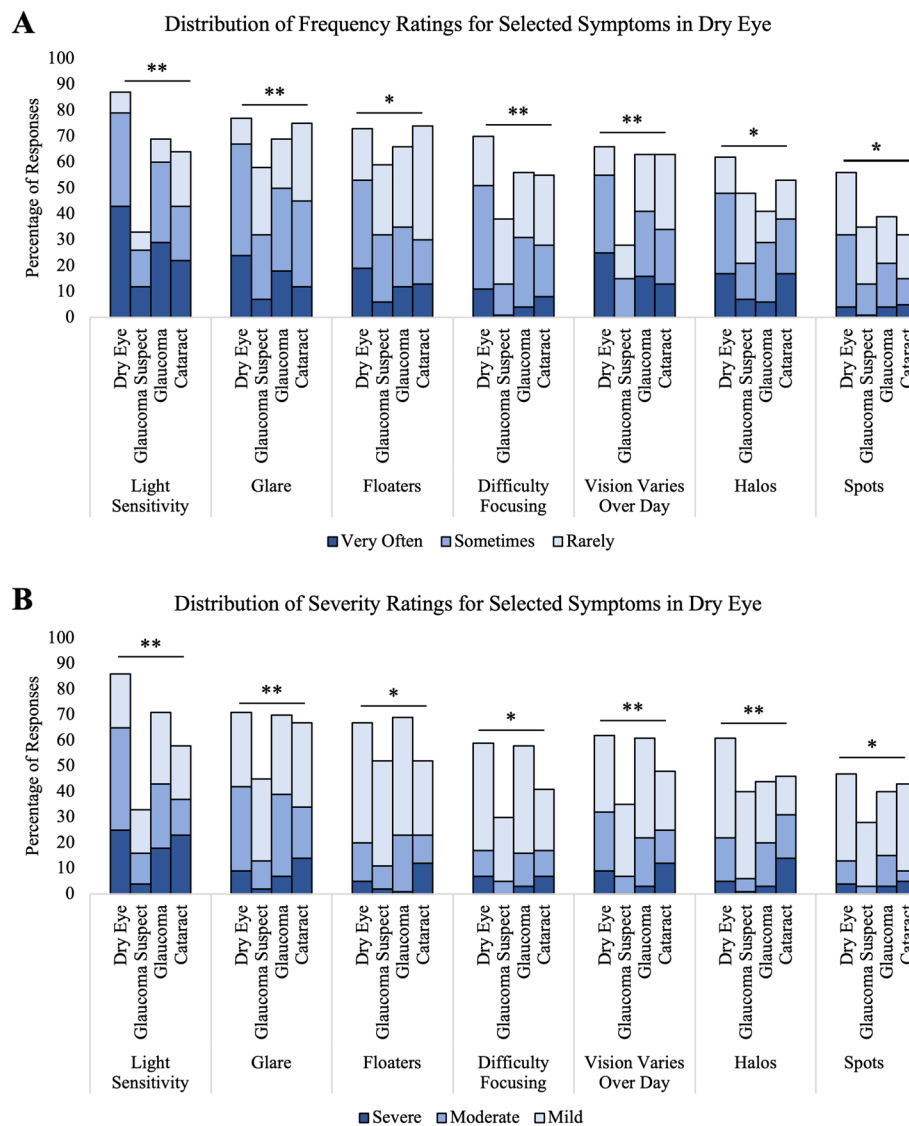 A
Distribution of Frequency Ratings for Selected Symptoms in Dry Eye
Percentage of Responses
100
90
80
70
60
50
40
30
20
10
0
** ** * ** ** * *
Dry Eye Glaucoma Suspect Glaucoma Cataract Dry Eye Glaucoma Suspect Glaucoma Cataract Dry Eye Glaucoma Suspect Glaucoma Cataract Dry Eye Glaucoma Suspect Glaucoma Cataract Dry Eye Glaucoma Suspect Glaucoma Cataract Dry Eye Glaucoma Suspect Glaucoma Cataract Dry Eye Glaucoma Suspect Glaucoma Cataract
Light Glare Floaters Difficulty Vision Varies Halos Spots
Sensitivity Focusing Over Day
Very Often Sometimes Rarely
B
Distribution of Severity Ratings for Selected Symptoms in Dry Eye
Percentage of Responses
100
90
80
70
60
50
40
30
20
10
0
** ** * * ** ** *
Dry Eye Glaucoma Suspect Glaucoma Cataract Dry Eye Glaucoma Suspect Glaucoma Cataract Dry Eye Glaucoma Suspect Glaucoma Cataract Dry Eye Glaucoma Suspect Glaucoma Cataract Dry Eye Glaucoma Suspect Glaucoma Cataract Dry Eye Glaucoma Suspect Glaucoma Cataract Dry Eye Glaucoma Suspect Glaucoma Cataract
Light Glare Floaters Difficulty Vision Varies Halos Spots
Sensitivity Focusing Over Day
Severe Moderate Mild